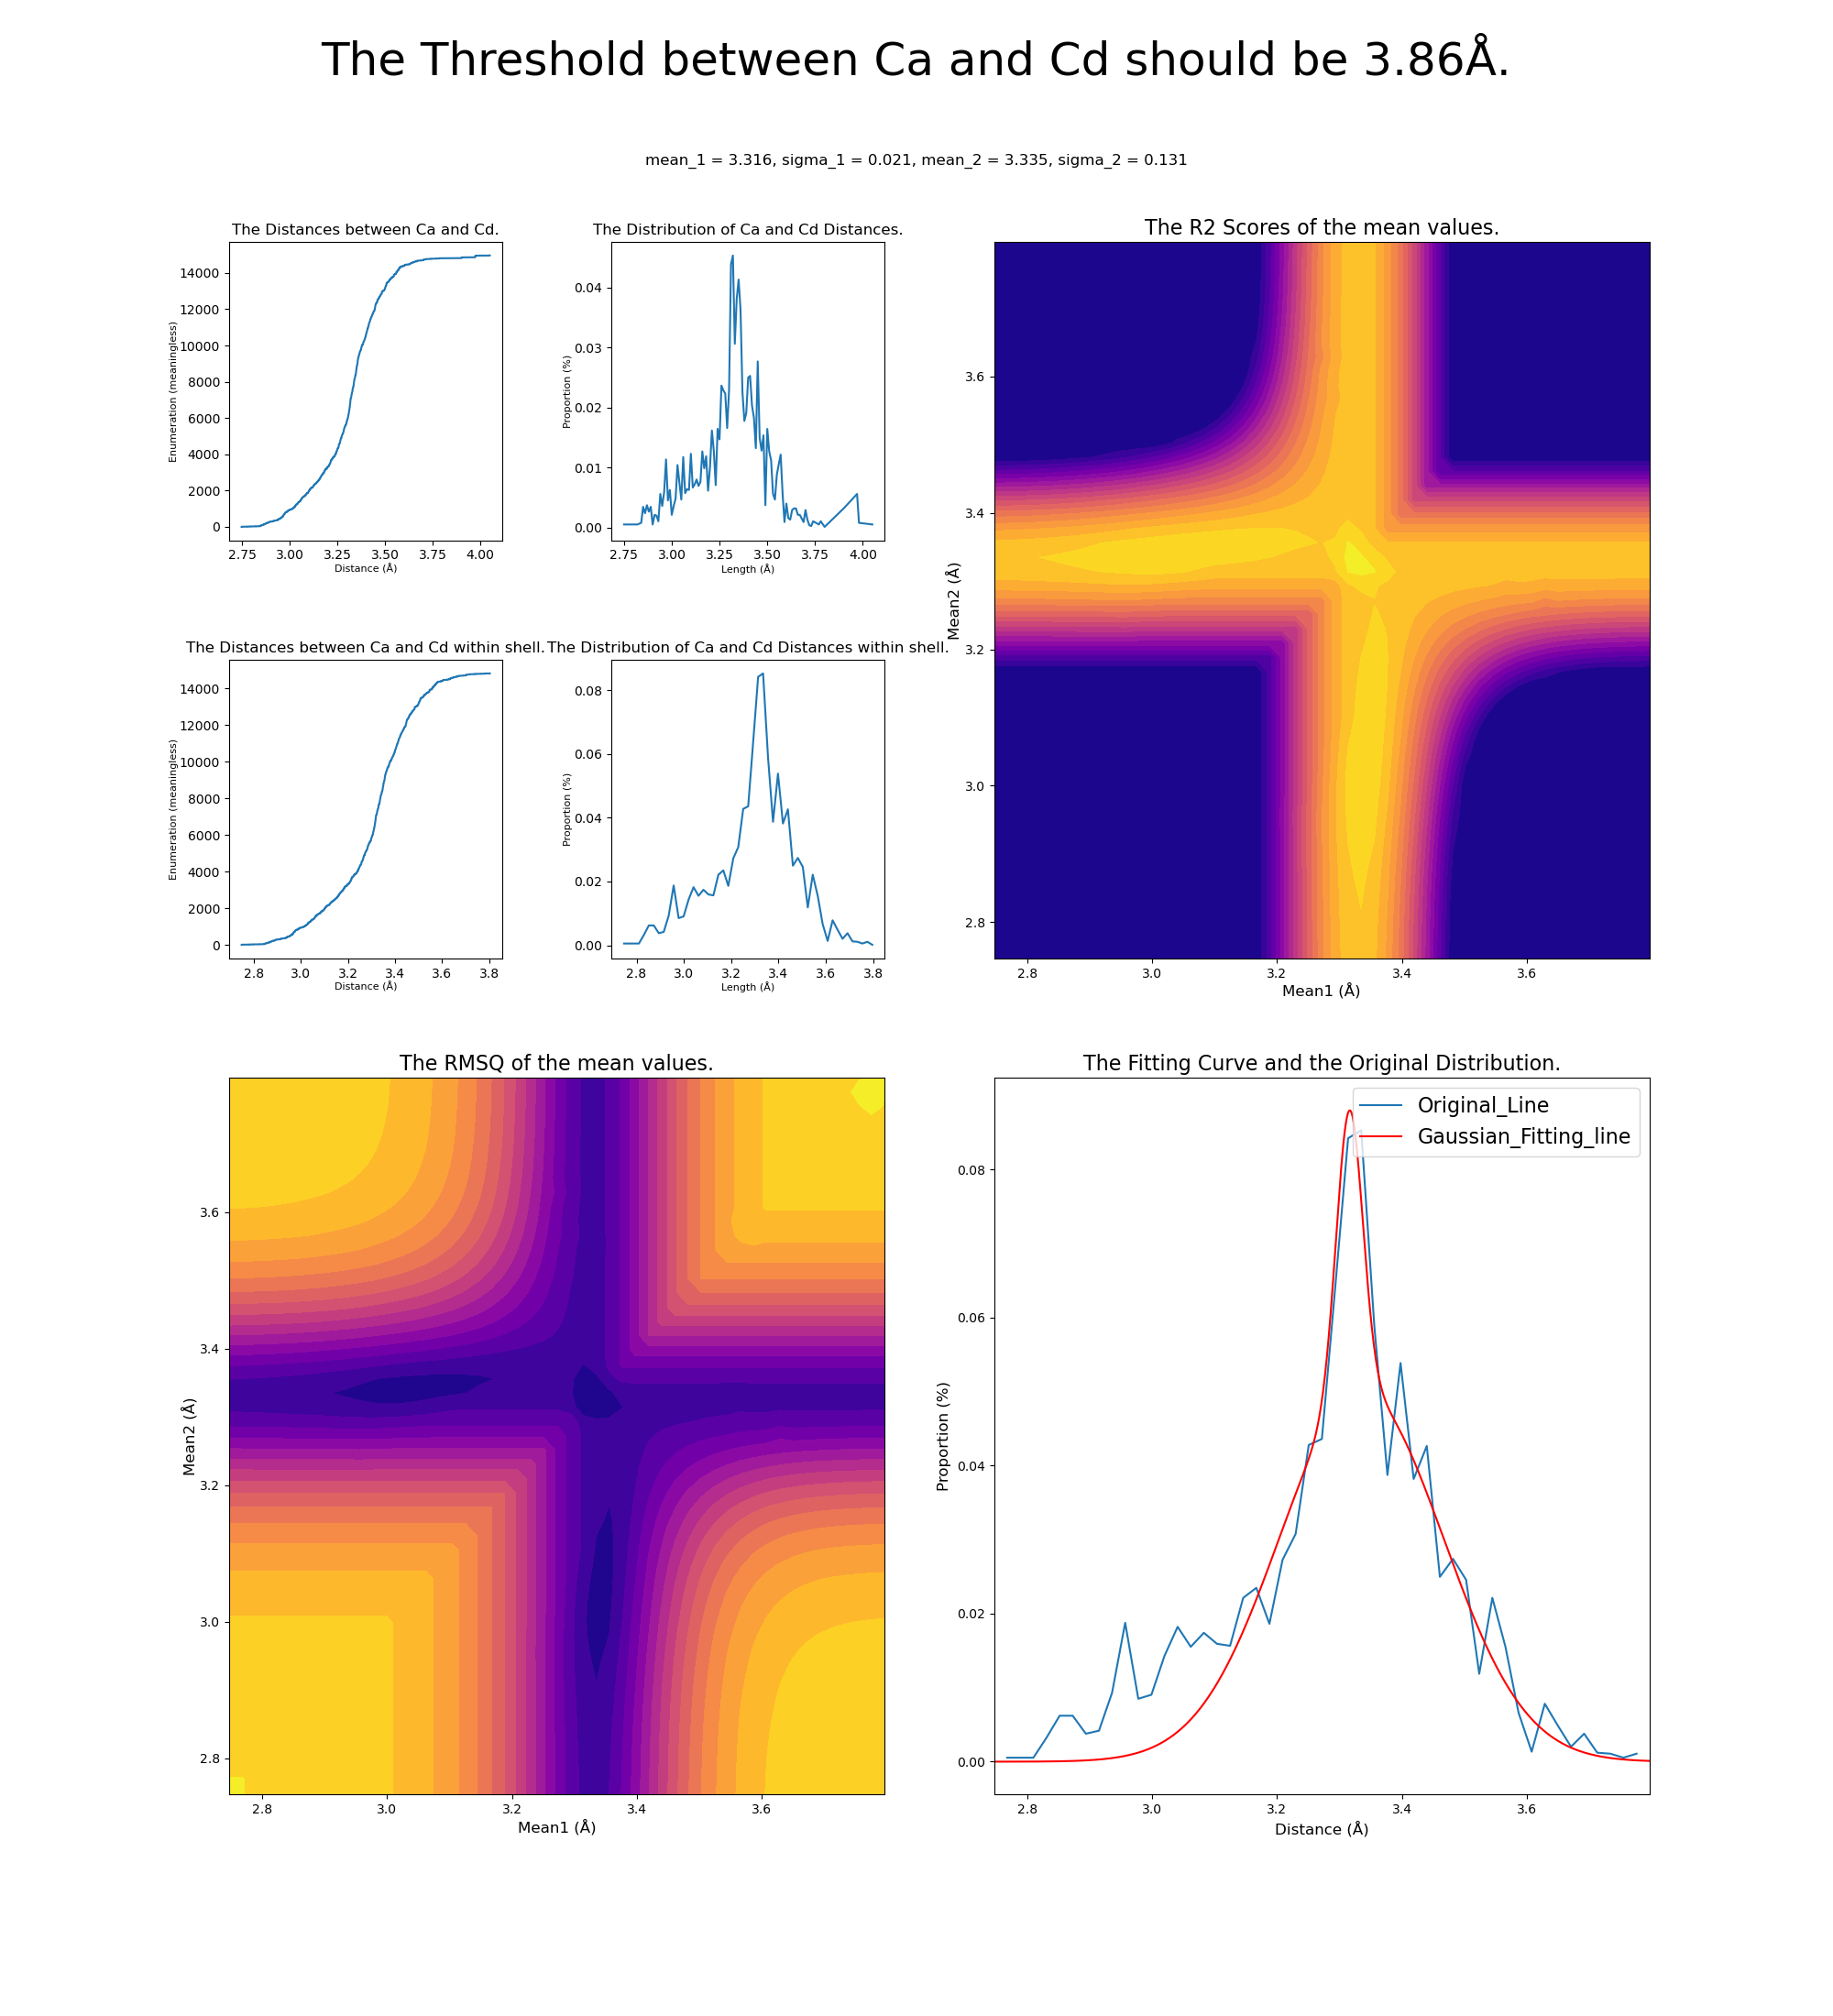 The Threshold between Ca and Cd should be 3.86Å.
mean_1 = 3.316, sigma_1 = 0.021, mean_2 = 3.335, sigma_2 = 0.131
The Distances between Ca and Cd.
14000
12000
10000
8000
6000
4000
2000
0
Enumeration (meaningless)
2.75 3.00 3.25 3.50 3.75 4.00
Distance (Å)
The Distribution of Ca and Cd Distances.
0.04
0.03
0.02
0.01
0.00
Proportion (%)
2.75 3.00 3.25 3.50 3.75 4.00
Length (Å)
The R2 Scores of the mean values.
3.6
3.4
3.2
3.0
2.8
Mean2 (Å)
2.8 3.0 3.2 3.4 3.6
Mean1 (Å)
The Distances between Ca and Cd within shell.
14000
12000
10000
8000
6000
4000
2000
0
Enumeration (meaningless)
2.8 3.0 3.2 3.4 3.6 3.8
Distance (Å)
The Distribution of Ca and Cd Distances within shell.
0.08
0.06
0.04
0.02
0.00
Proportion (%)
2.8 3.0 3.2 3.4 3.6 3.8
Length (Å)
The RMSQ of the mean values.
3.6
3.4
3.2
3.0
2.8
Mean2 (Å)
2.8 3.0 3.2 3.4 3.6
Mean1 (Å)
The Fitting Curve and the Original Distribution.
Original_Line
Gaussian_Fitting_line
0.08
0.06
0.04
0.02
0.00
Proportion (%)
2.8 3.0 3.2 3.4 3.6
Distance (Å)